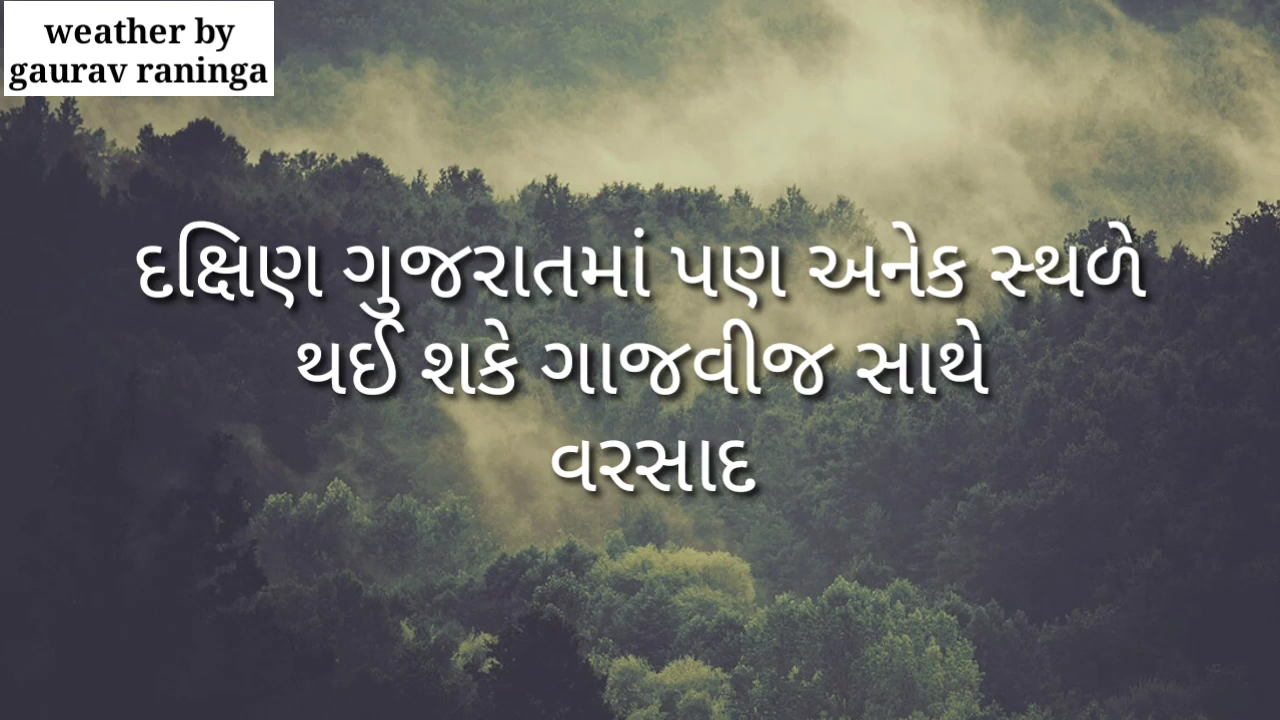 weather by
gaurav raninga
દક્ષિણ ગુજરાતમાં પણ અનેક સ્થળે
થઈ શકે ગાજવીજ સાથે
વરસાદ